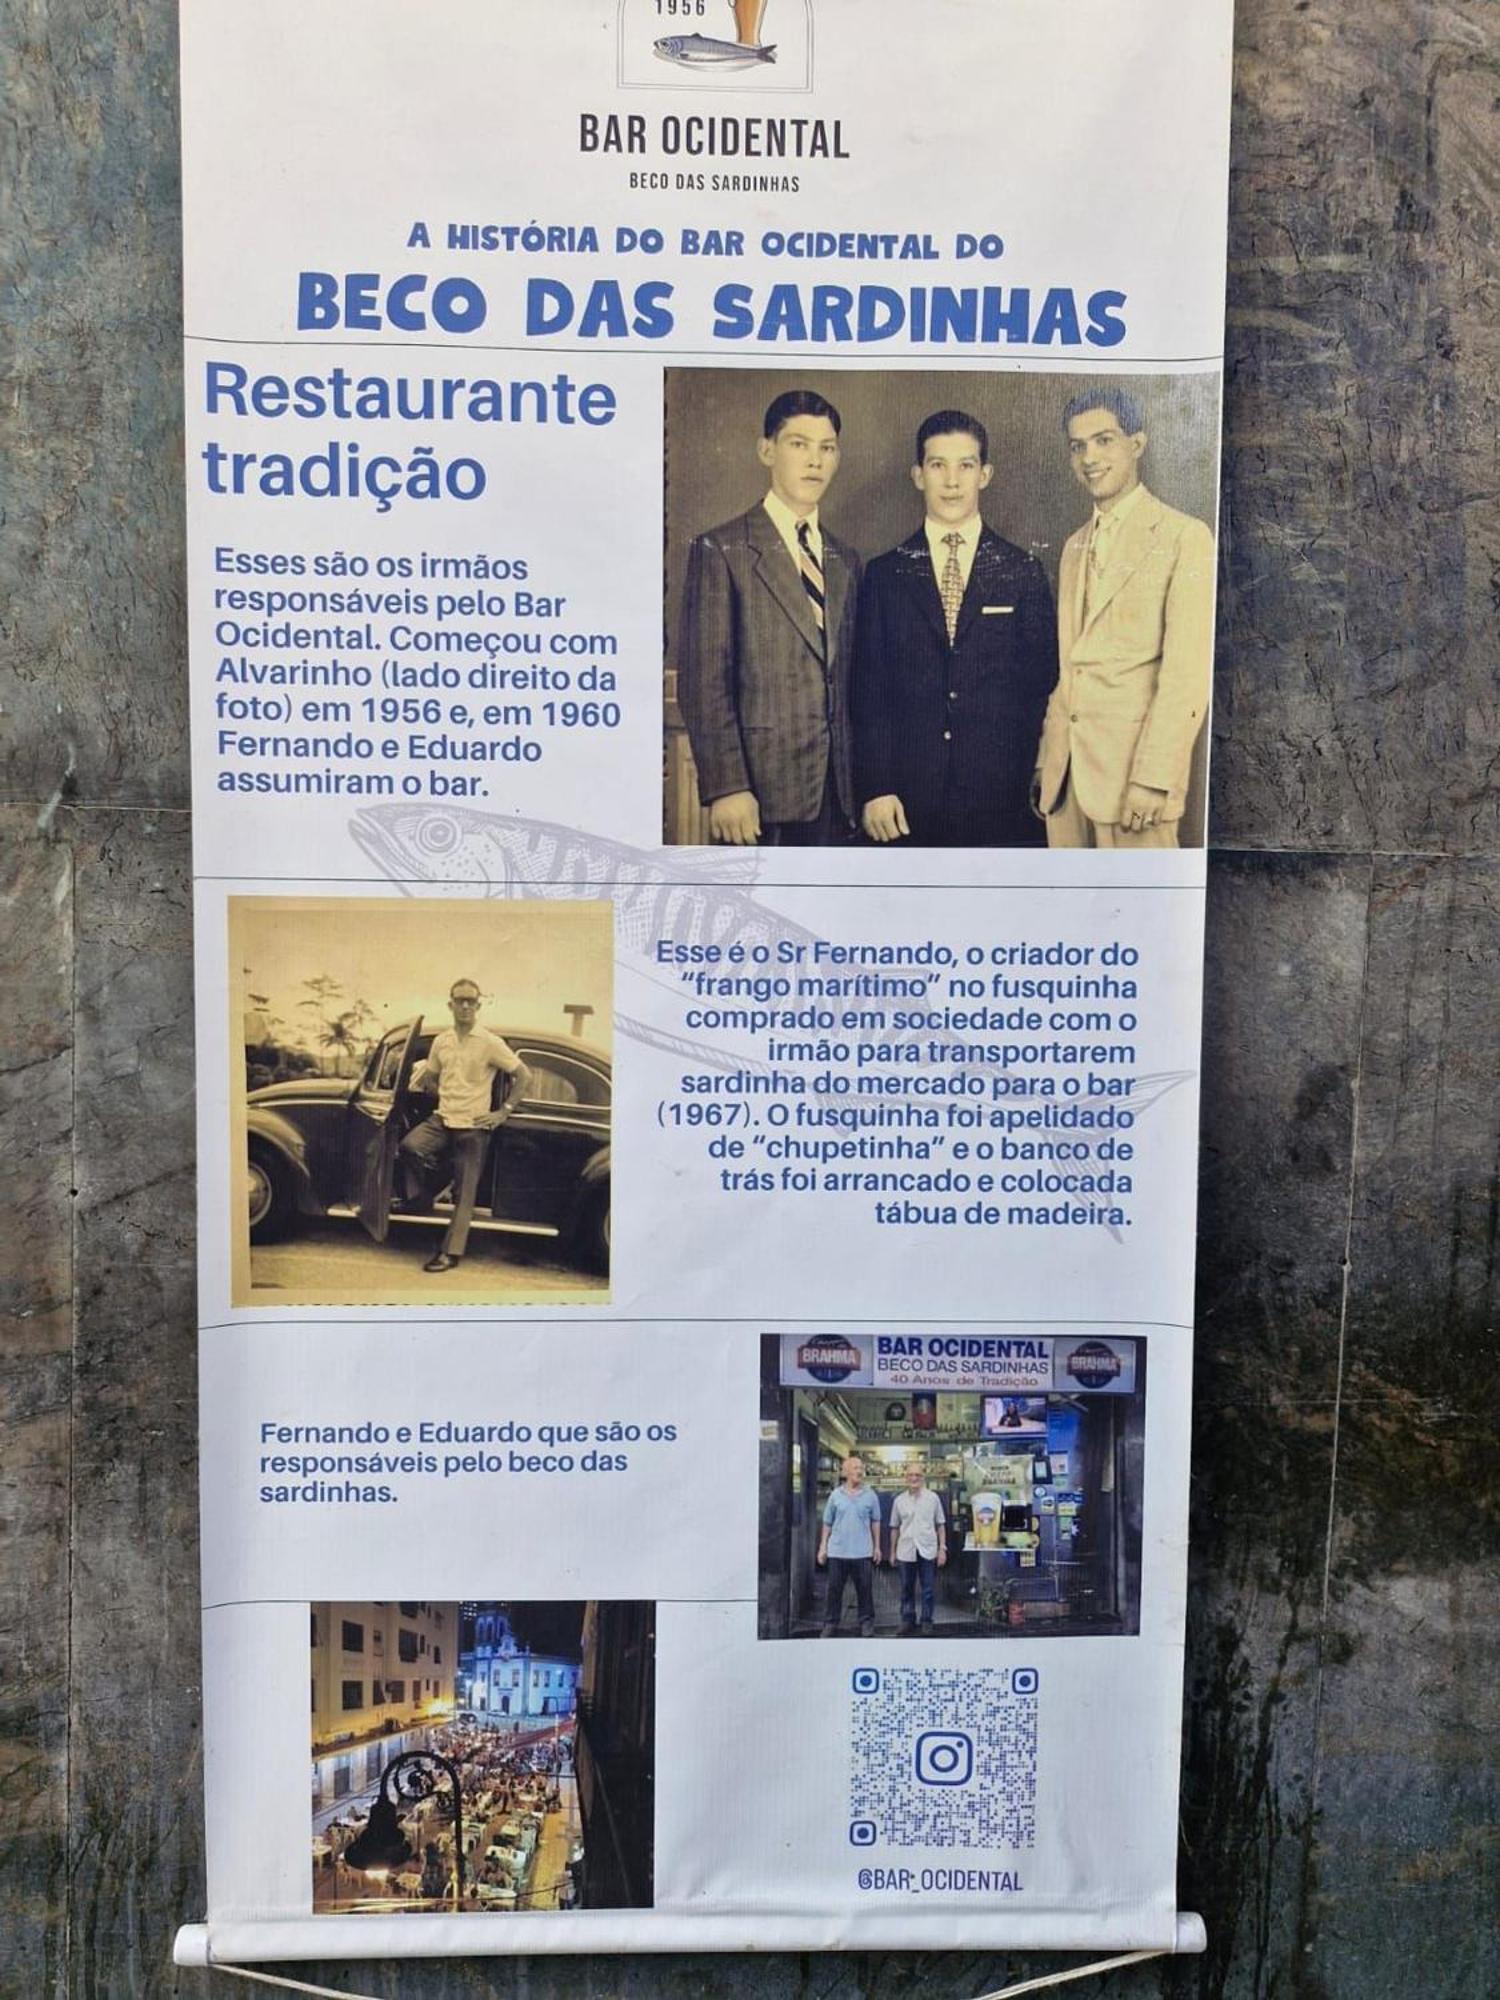 1956
BAR OCIDENTAL
BECO DAS SARDINHAS
A HISTÓRIA DO BAR OCIDENTAL DO
BECO DAS SARDINHAS
Restaurante
tradição
Esses são os irmãos
responsáveis pelo Bar
Ocidental. Começou com
Alvarinho (lado direito da
foto) em 1956 e, em 1960
Fernando e Eduardo
assumiram o bar.
Esse é o Sr Fernando, o criador do
“frango marítimo” no fusquinha
comprado em sociedade com o
irmão para transportarem
sardinha do mercado para o bar
(1967). O fusquinha foi apelidado
de “chupetinha” e o banco de
trás foi arrancado e colocada
tábua de madeira.
BRAHMA
BAR OCIDENTAL
BECO DAS SARDINHAS
40 Anos de Tradição
BRAHMA
Fernando e Eduardo que são os
responsáveis pelo beco das
sardinhas.
@BAR_OCIDENTAL